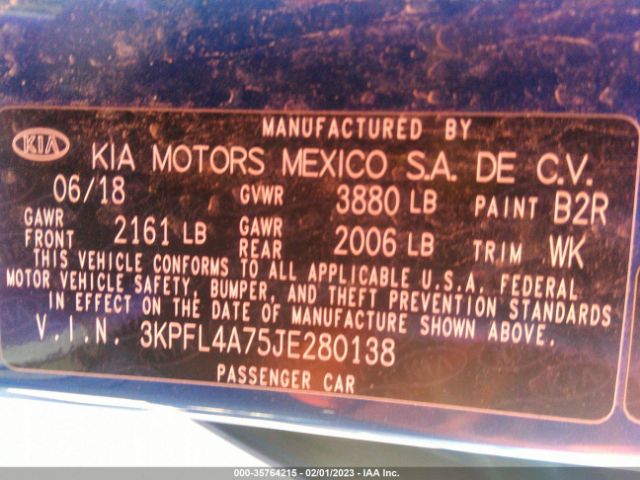 MANUFACTURED BY
KIA KIA MOTORS MEXICO S.A. DE C.V.
06/18 GVWR 3880 LB PAINT B2R
GAWR FRONT 2161 LB GAWR REAR 2006 LB TRIM WK
THIS VEHICLE CONFORMS TO ALL APPLICABLE U.S.A. FEDERAL
MOTOR VEHICLE SAFETY, BUMPER, AND THEFT PREVENTION STANDARDS
IN EFFECT ON THE DATE OF MANUFACTURE SHOWN ABOVE.
V.I.N. 3KPFL4A75JE280138
PASSENGER CAR
000-35764215 - 02/01/2023 - IAA Inc.